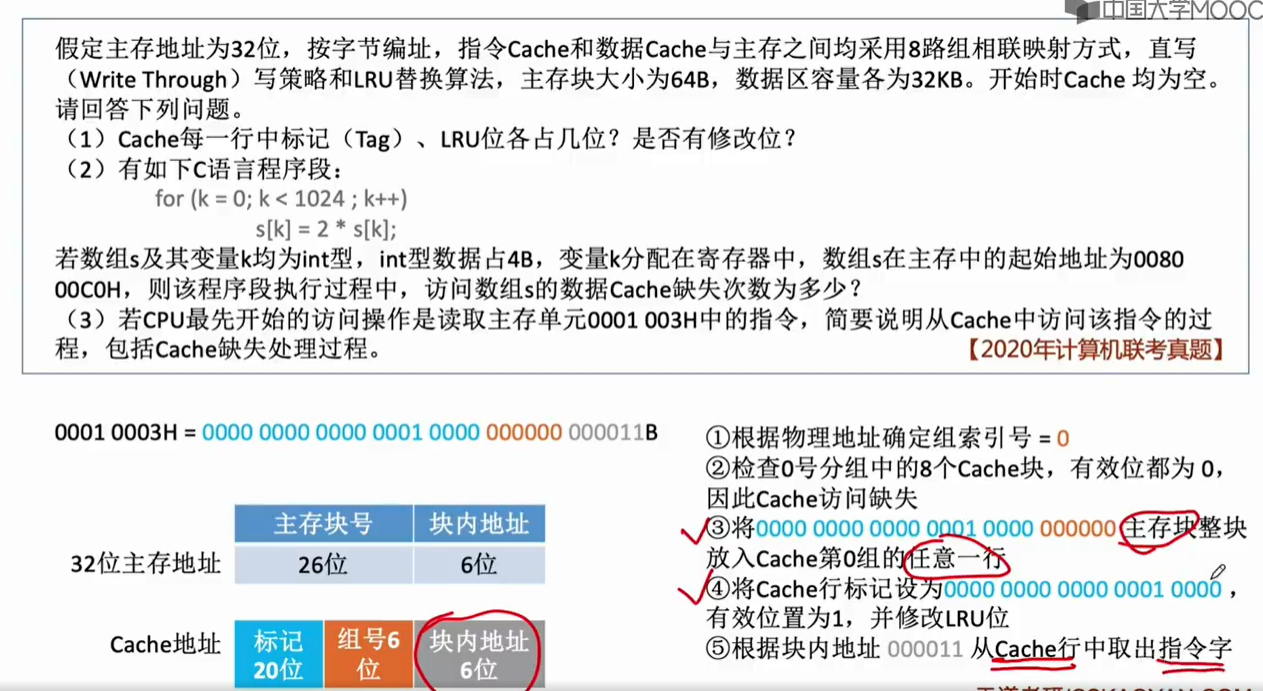 中国大学MOOC
假定主存地址为32位，按字节编址，指令Cache和数据Cache与主存之间均采用8路组相联映射方式，直写
（Write Through）写策略和LRU替换算法，主存块大小为64B，数据区容量各为32KB。开始时Cache 均为空。
请回答下列问题。
（1）Cache每一行中标记（Tag）、LRU位各占几位？是否有修改位？
（2）有如下C语言程序段：
for (k = 0; k < 1024 ; k++)
s[k] = 2 * s[k];
若数组s及其变量k均为int型，int型数据占4B，变量k分配在寄存器中，数组s在主存中的起始地址为0080
00C0H，则该程序段执行过程中，访问数组s的数据Cache缺失次数为多少？
（3）若CPU最先开始的访问操作是读取主存单元0001 003H中的指令，简要说明从Cache中访问该指令的过
程，包括Cache缺失处理过程。
【2020年计算机联考真题】
0001 0003H = 0000 0000 0000 0001 0000 000000 000011B
主存块号 块内地址
32位主存地址 26位 6位
Cache地址 标记 组号6 块内地址
20位 位 6位
①根据物理地址确定组索引号 = 0
②检查0号分组中的8个Cache块，有效位都为 0，
因此Cache访问缺失
③将0000 0000 0000 0001 0000 000000 主存块整块
放入Cache第0组的任意一行
④将Cache行标记设为0000 0000 0000 0001 0000 ，
有效位置为1，并修改LRU位
⑤根据块内地址 000011 从Cache行中取出指令字